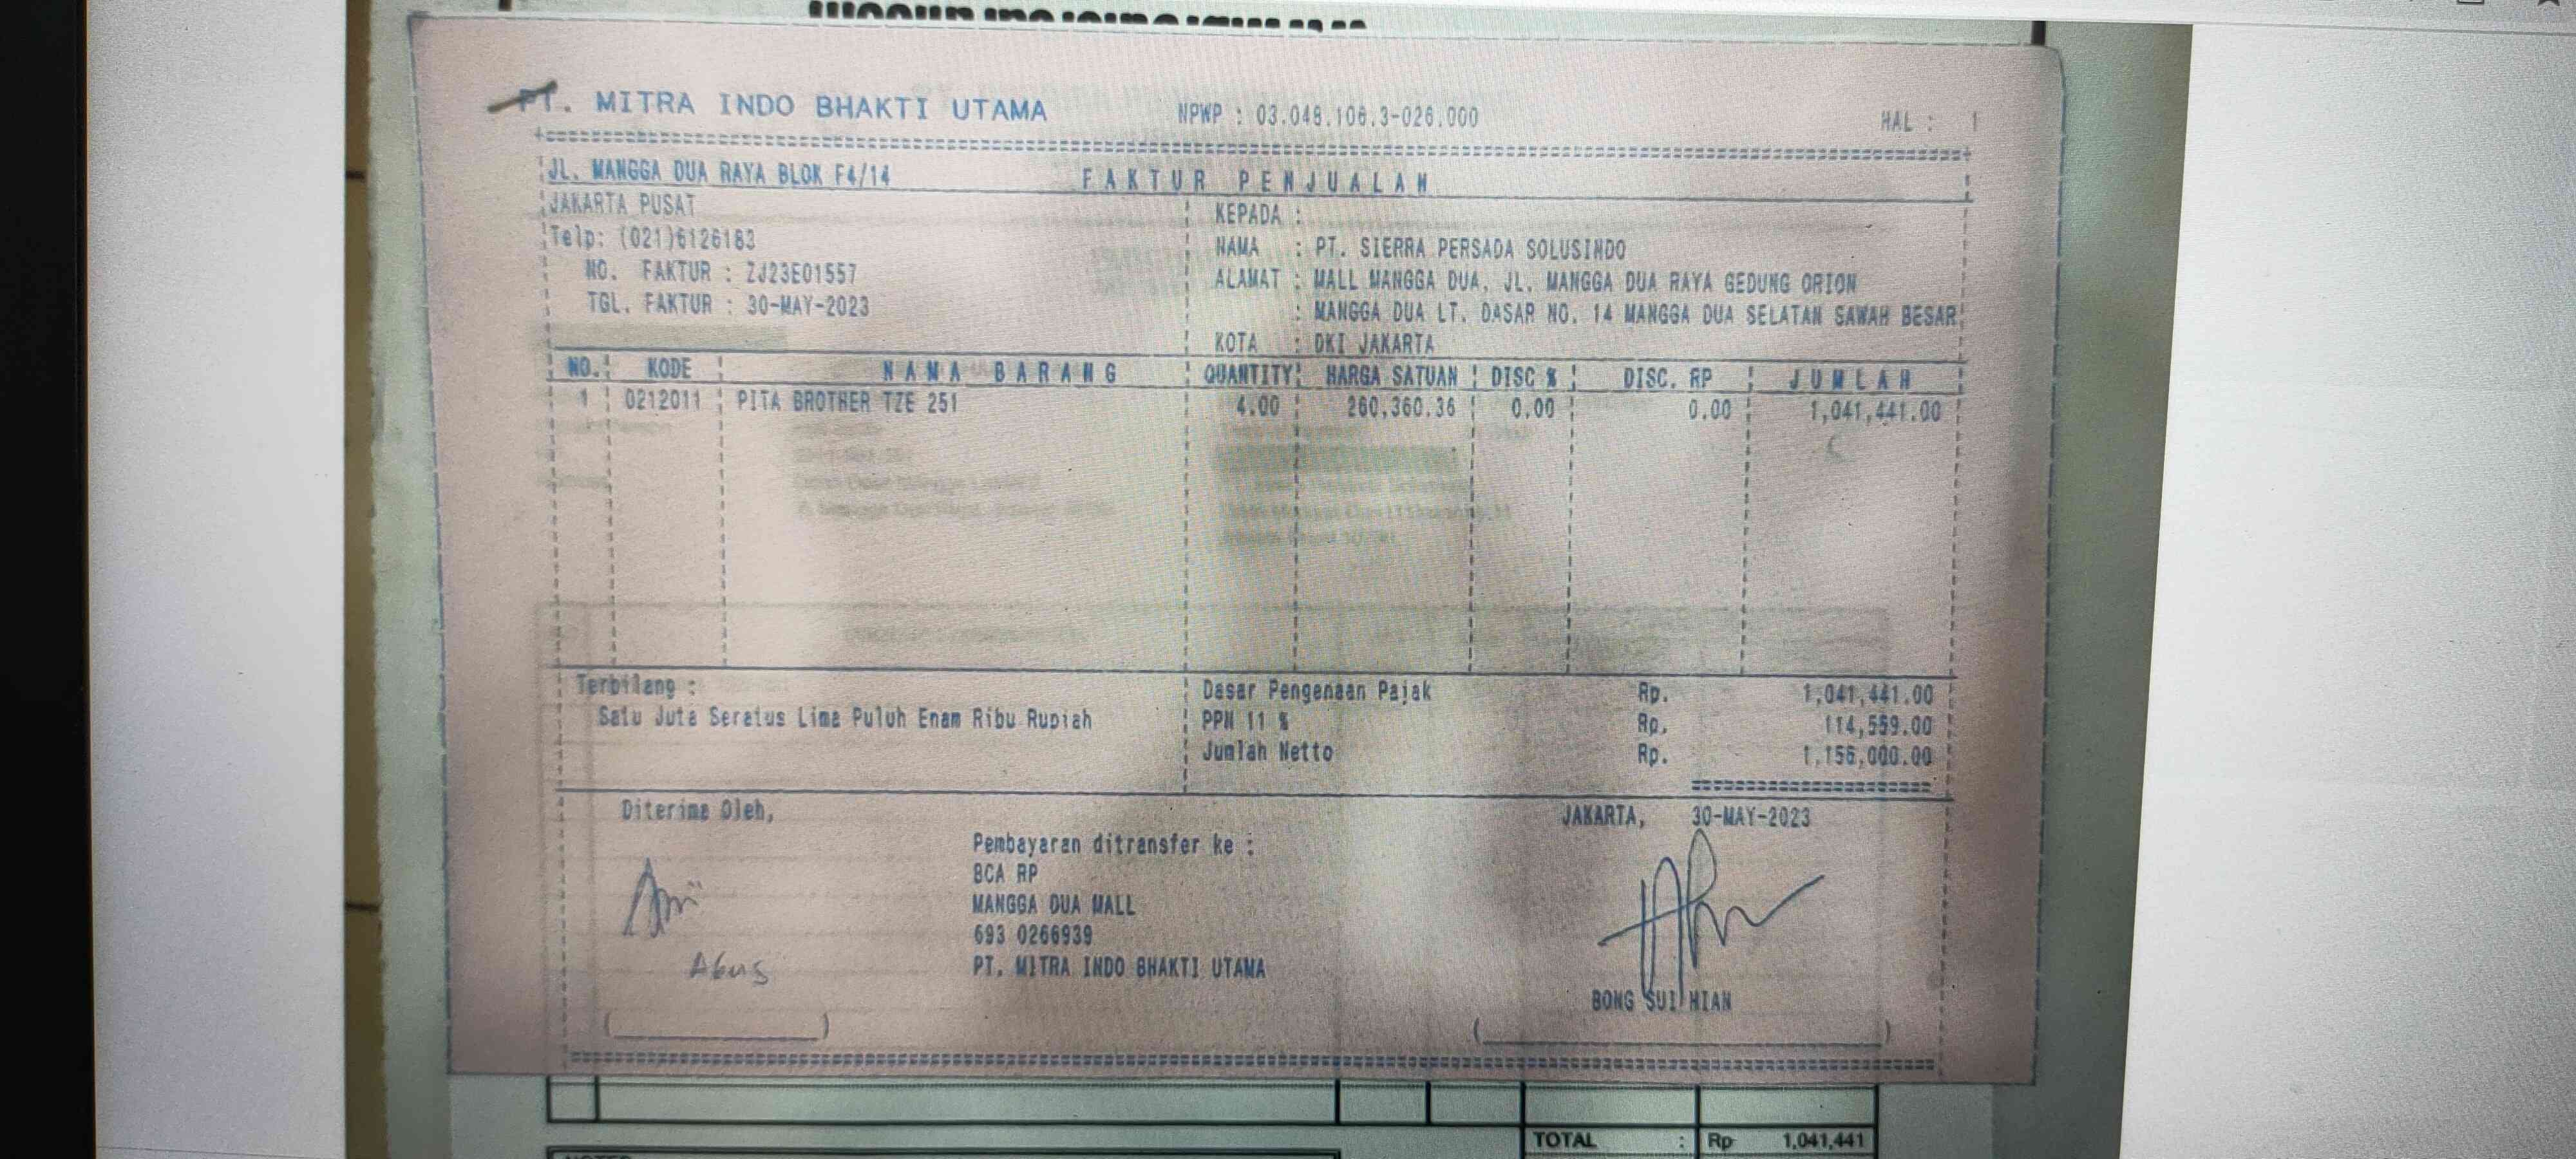 PT. MITRA INDO BHAKTI UTAMA NPWP : 03.048.106.3-026.000 HAL : 1
JL. MANGGA DUA RAYA BLOK F4/14 FAKTUR PENJUALAN
JAKARTA PUSAT
Telp: (021)6126183
NO. FAKTUR : ZJ23E01557
TGL. FAKTUR : 30-MAY-2023
KEPADA :
NAMA : PT. SIERRA PERSADA SOLUSINDO
ALAMAT : MALL MANGGA DUA, JL. MANGGA DUA RAYA GEDUNG ORION
: MANGGA DUA LT. DASAR NO. 14 MANGGA DUA SELATAN SAWAH BESAR
KOTA : DKI JAKARTA
NO. KODE NAMA BARANG QUANTITY HARGA SATUAN DISC % DISC. RP JUMLAH
1 0212011 PITA BROTHER TZE 251 4.00 260,360.36 0.00 0.00 1,041,441.00
Terbilang :
Satu Juta Seratus Lima Puluh Enam Ribu Rupiah
Dasar Pengenaan Pajak Rp. 1,041,441.00
PPN 11 % Rp. 114,559.00
Jumlah Netto Rp. 1,156,000.00
Diterima Oleh,
Pembayaran ditransfer ke :
BCA RP
MANGGA DUA MALL
693 0266939
PT. MITRA INDO BHAKTI UTAMA
JAKARTA, 30-MAY-2023
BONG SUI HIAN
TOTAL : Rp 1,041,441